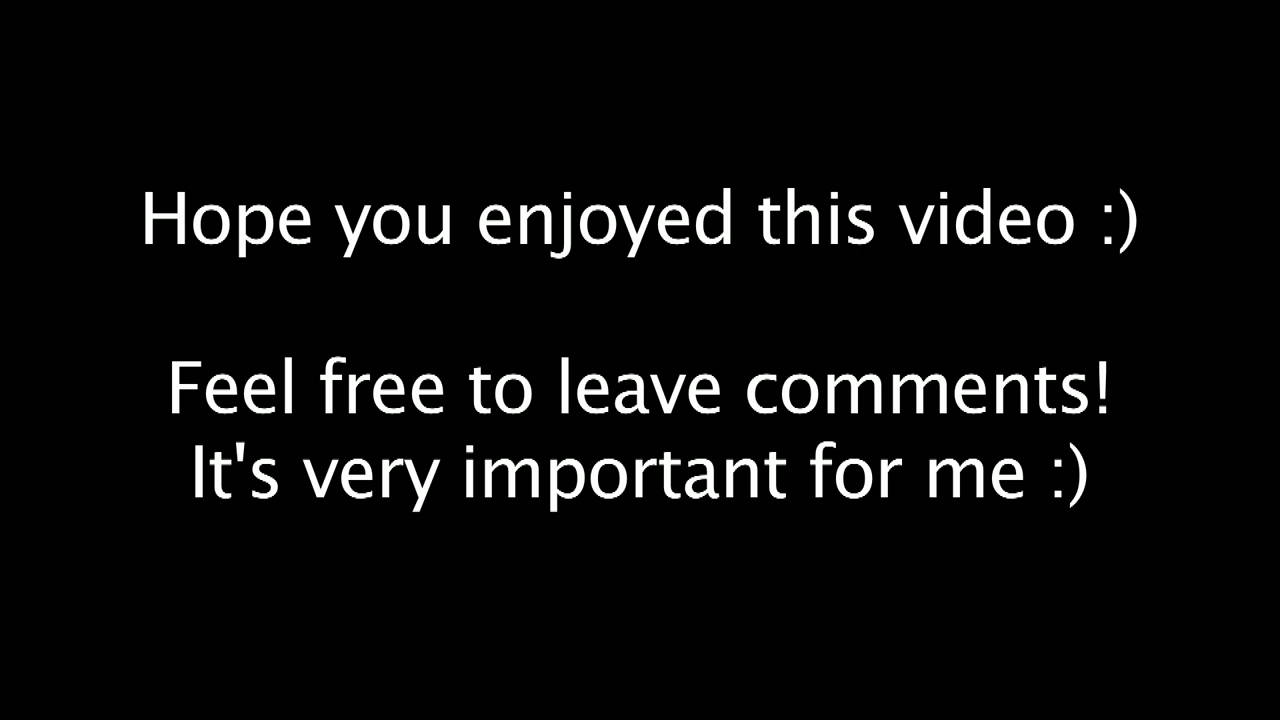 Hope you enjoyed this video :)
Feel free to leave comments!
It's very important for me :)